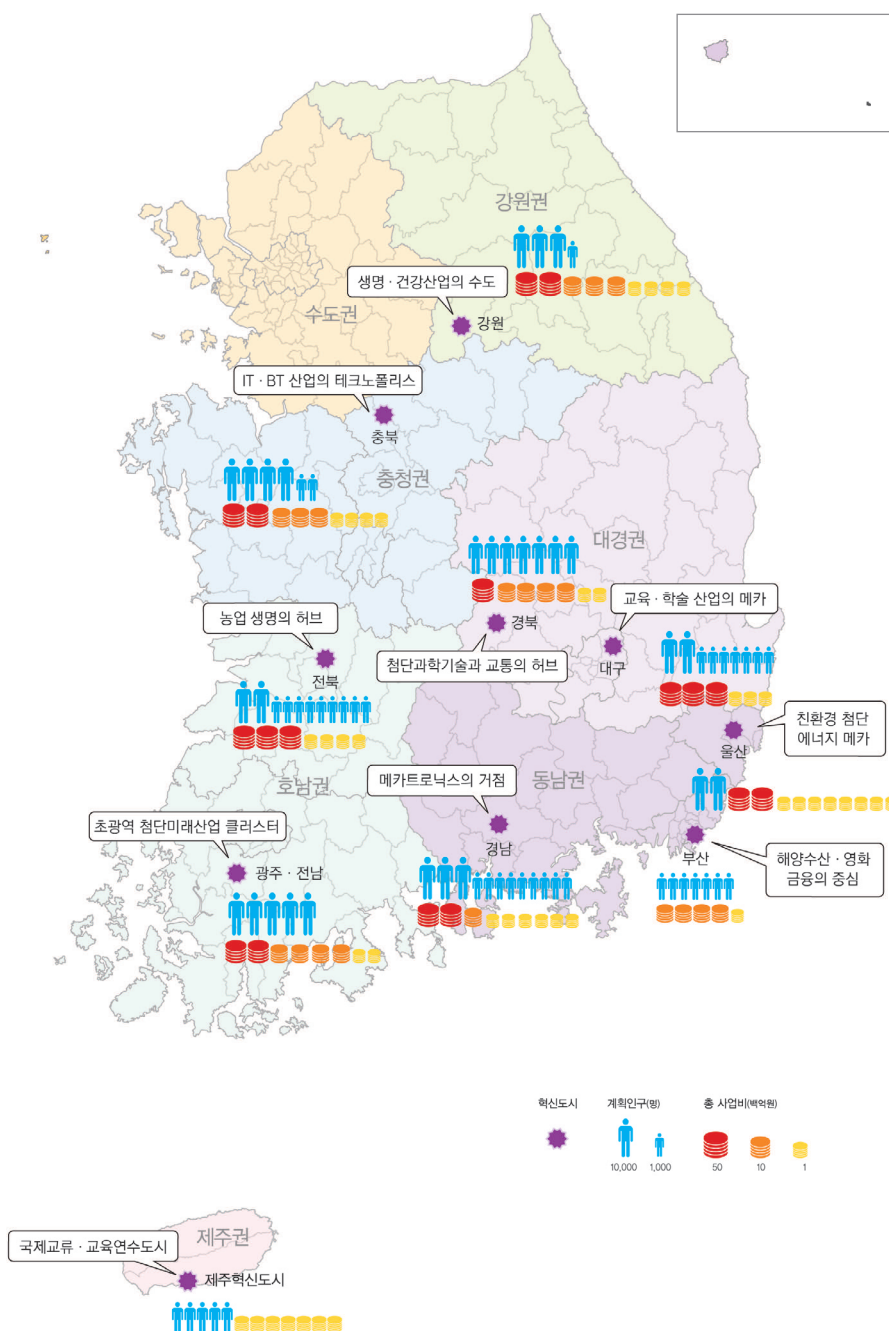 강원권
생명 · 건강산업의 수도
수도권
강원
IT · BT 산업의 테크노폴리스
충북
충청권
대경권
교육 · 학술 산업의 메카
농업 생명의 허브
경북
전북
첨단과학기술과 교통의 허브
대구
친환경 첨단
에너지 메카
울산
호남권
메카트로닉스의 거점
동남권
초광역 첨단미래산업 클러스터
경남
부산
해양수산 · 영화
금융의 중심
광주 · 전남
혁신도시 계획인구(명) 총 사업비(백억원)
10,000 1,000 50 10 1
제주권
국제교류 · 교육연수도시
제주혁신도시